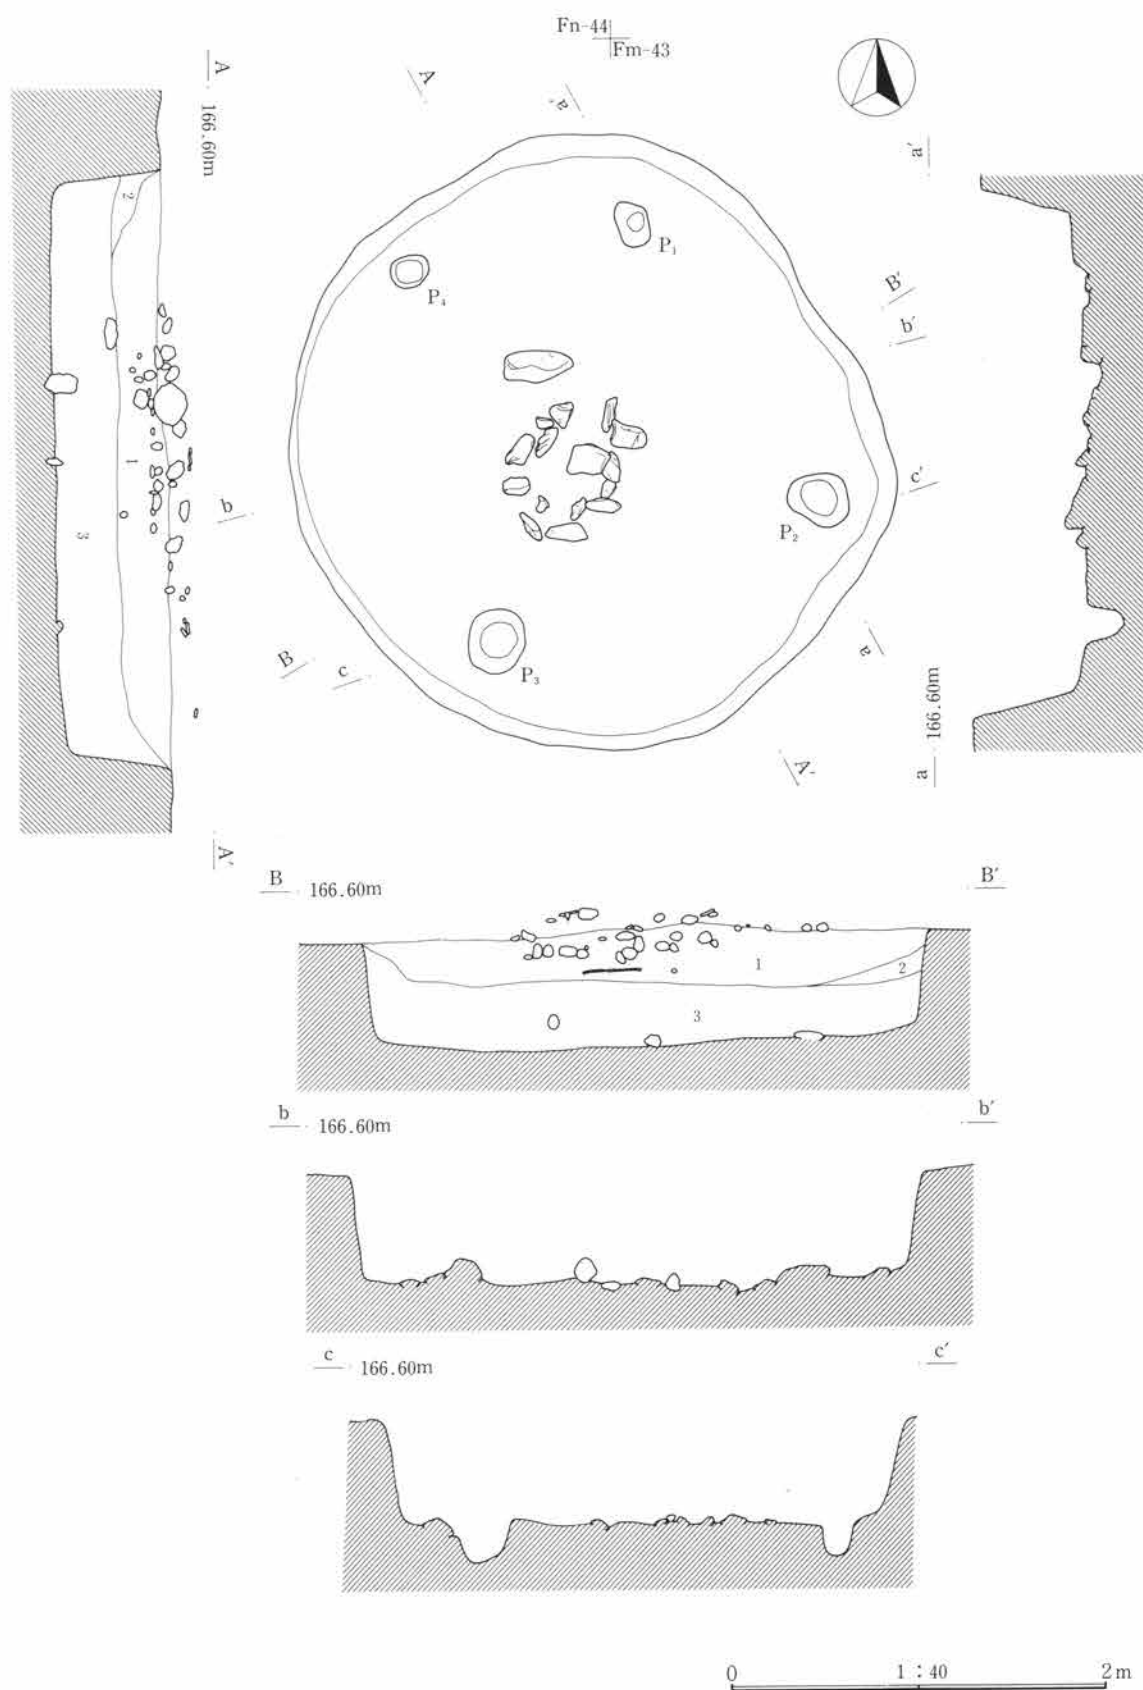 Fn-44
Fm-43
A
166.60m
A
a'
a'
2
P₁
P₄
B'
b'
1
b
3
c'
P₂
P₃
B
c
a
166.60m
a
A'
A'
B 166.60m B'
1
2
3
b 166.60m b'
c 166.60m c'
0 1:40 2m